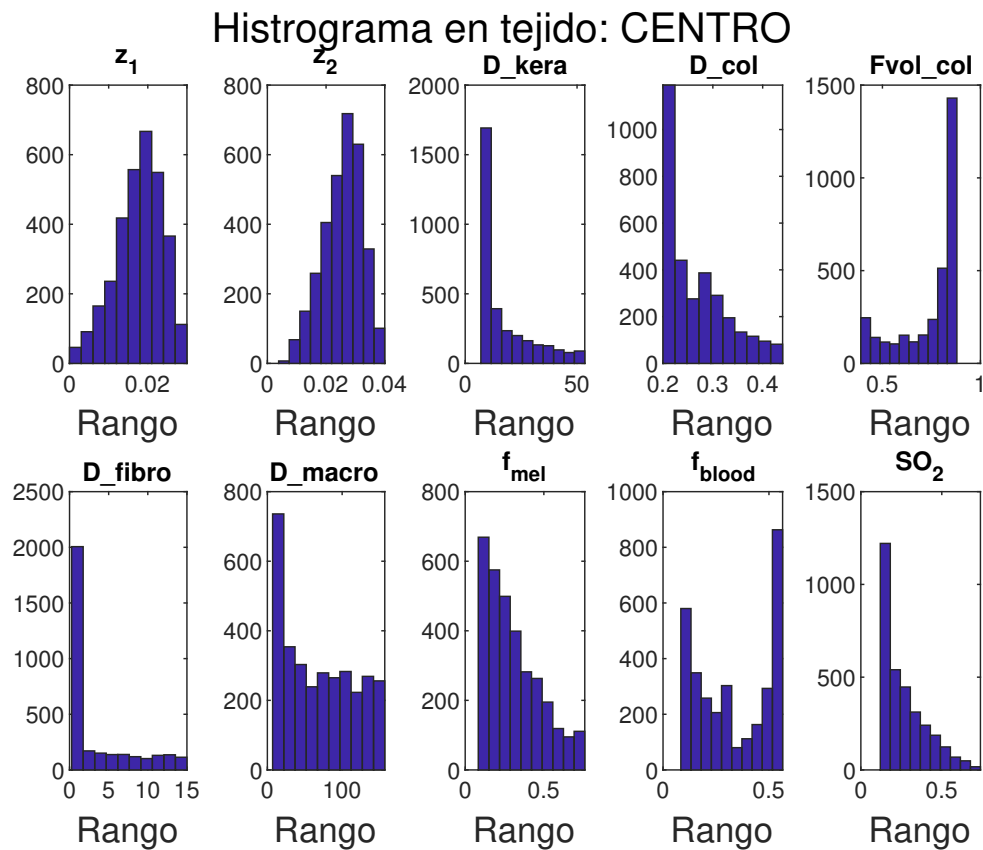 Histrograma en tejido: CENTRO
z1 z2 D_kera D_col Fvol_col
800 800 2000 1000 1500
600 600 1500 800 1000
400 400 1000 600 500
200 200 500 400 0
0 0 0 200
0
0 0.02 0 0.02 0.04 0 50 0.2 0.3 0.4 0.5 1
Rango Rango Rango Rango Rango
D_fibro D_macro fmel fblood SO2
2500 800 800 1000 1500
2000 600 600 800 1000
1500 400 400 600 500
1000 200 200 400 0
500 0 0 200
0 0
0 5 10 15 100 0 0.5 0 0.5 0 0.5
Rango Rango Rango Rango Rango